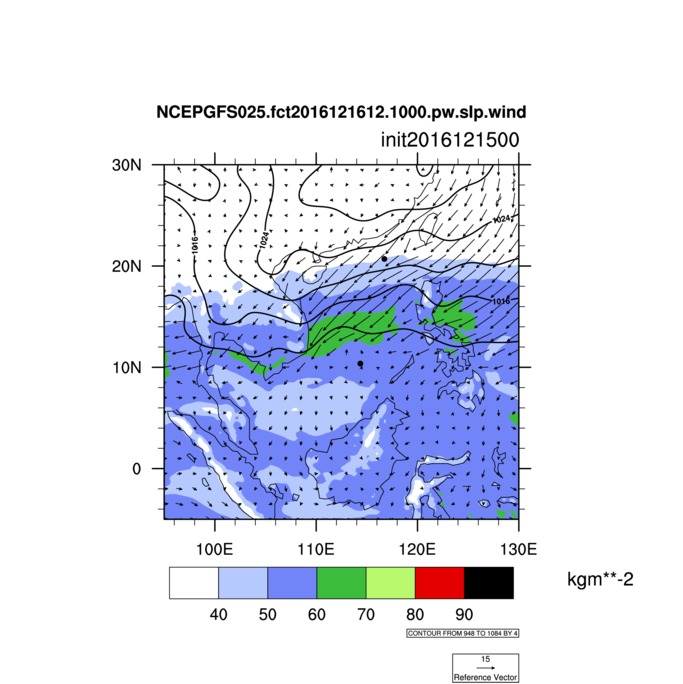 NCEPGFS025.fct2016121612.1000.pw.slp.wind
init2016121500
30N
1024
1016
1024
20N
1016
10N
0
100E 110E 120E 130E
kgm**-2
40 50 60 70 80 90
CONTOUR FROM 948 TO 1084 BY 4
15
Reference Vector